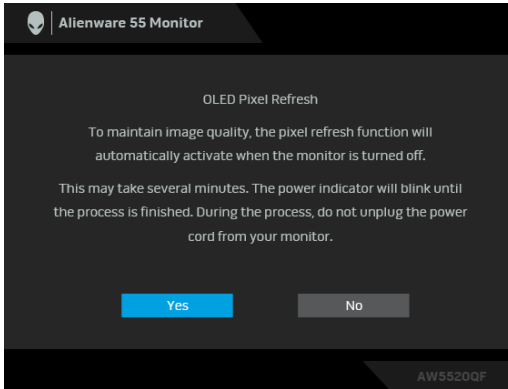 Alienware 55 Monitor
OLED Pixel Refresh
To maintain image quality, the pixel refresh function will
automatically activate when the monitor is turned off.
This may take several minutes. The power indicator will blink until
the process is finished. During the process, do not unplug the power
cord from your monitor.
Yes No
AW5520QF